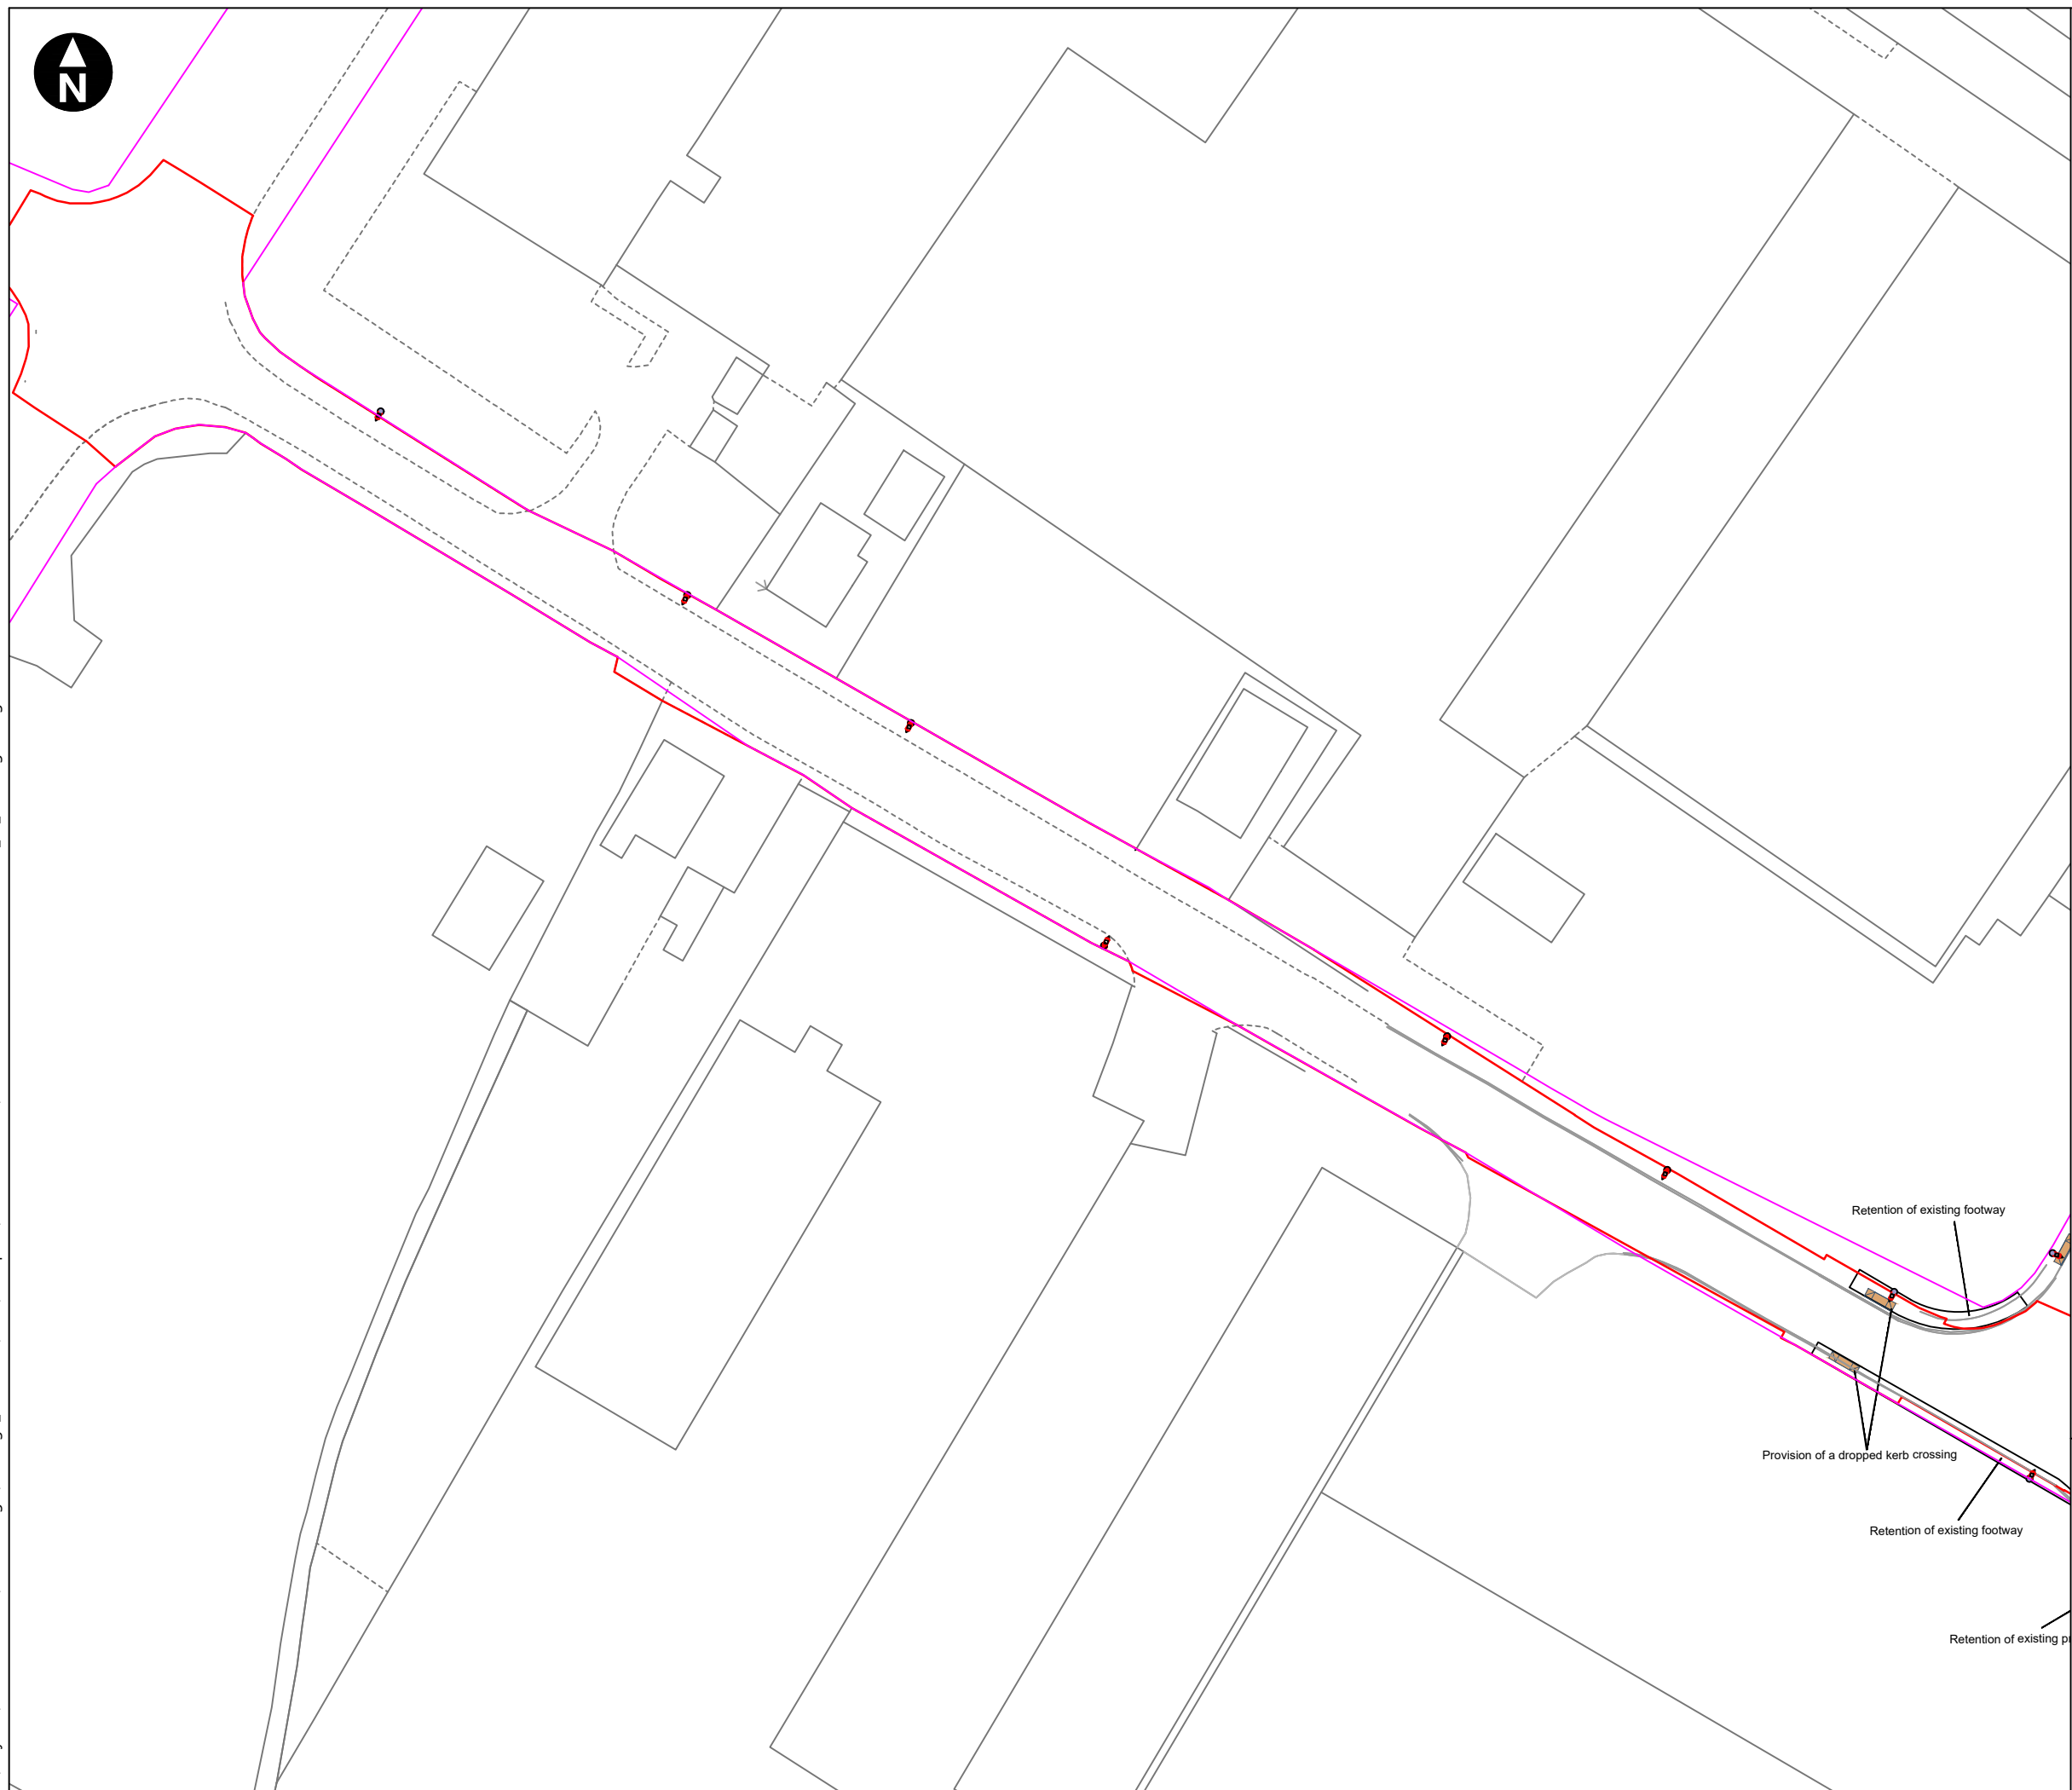 N
Retention of existing footway
Provision of a dropped kerb crossing
Retention of existing footway
Retention of existing